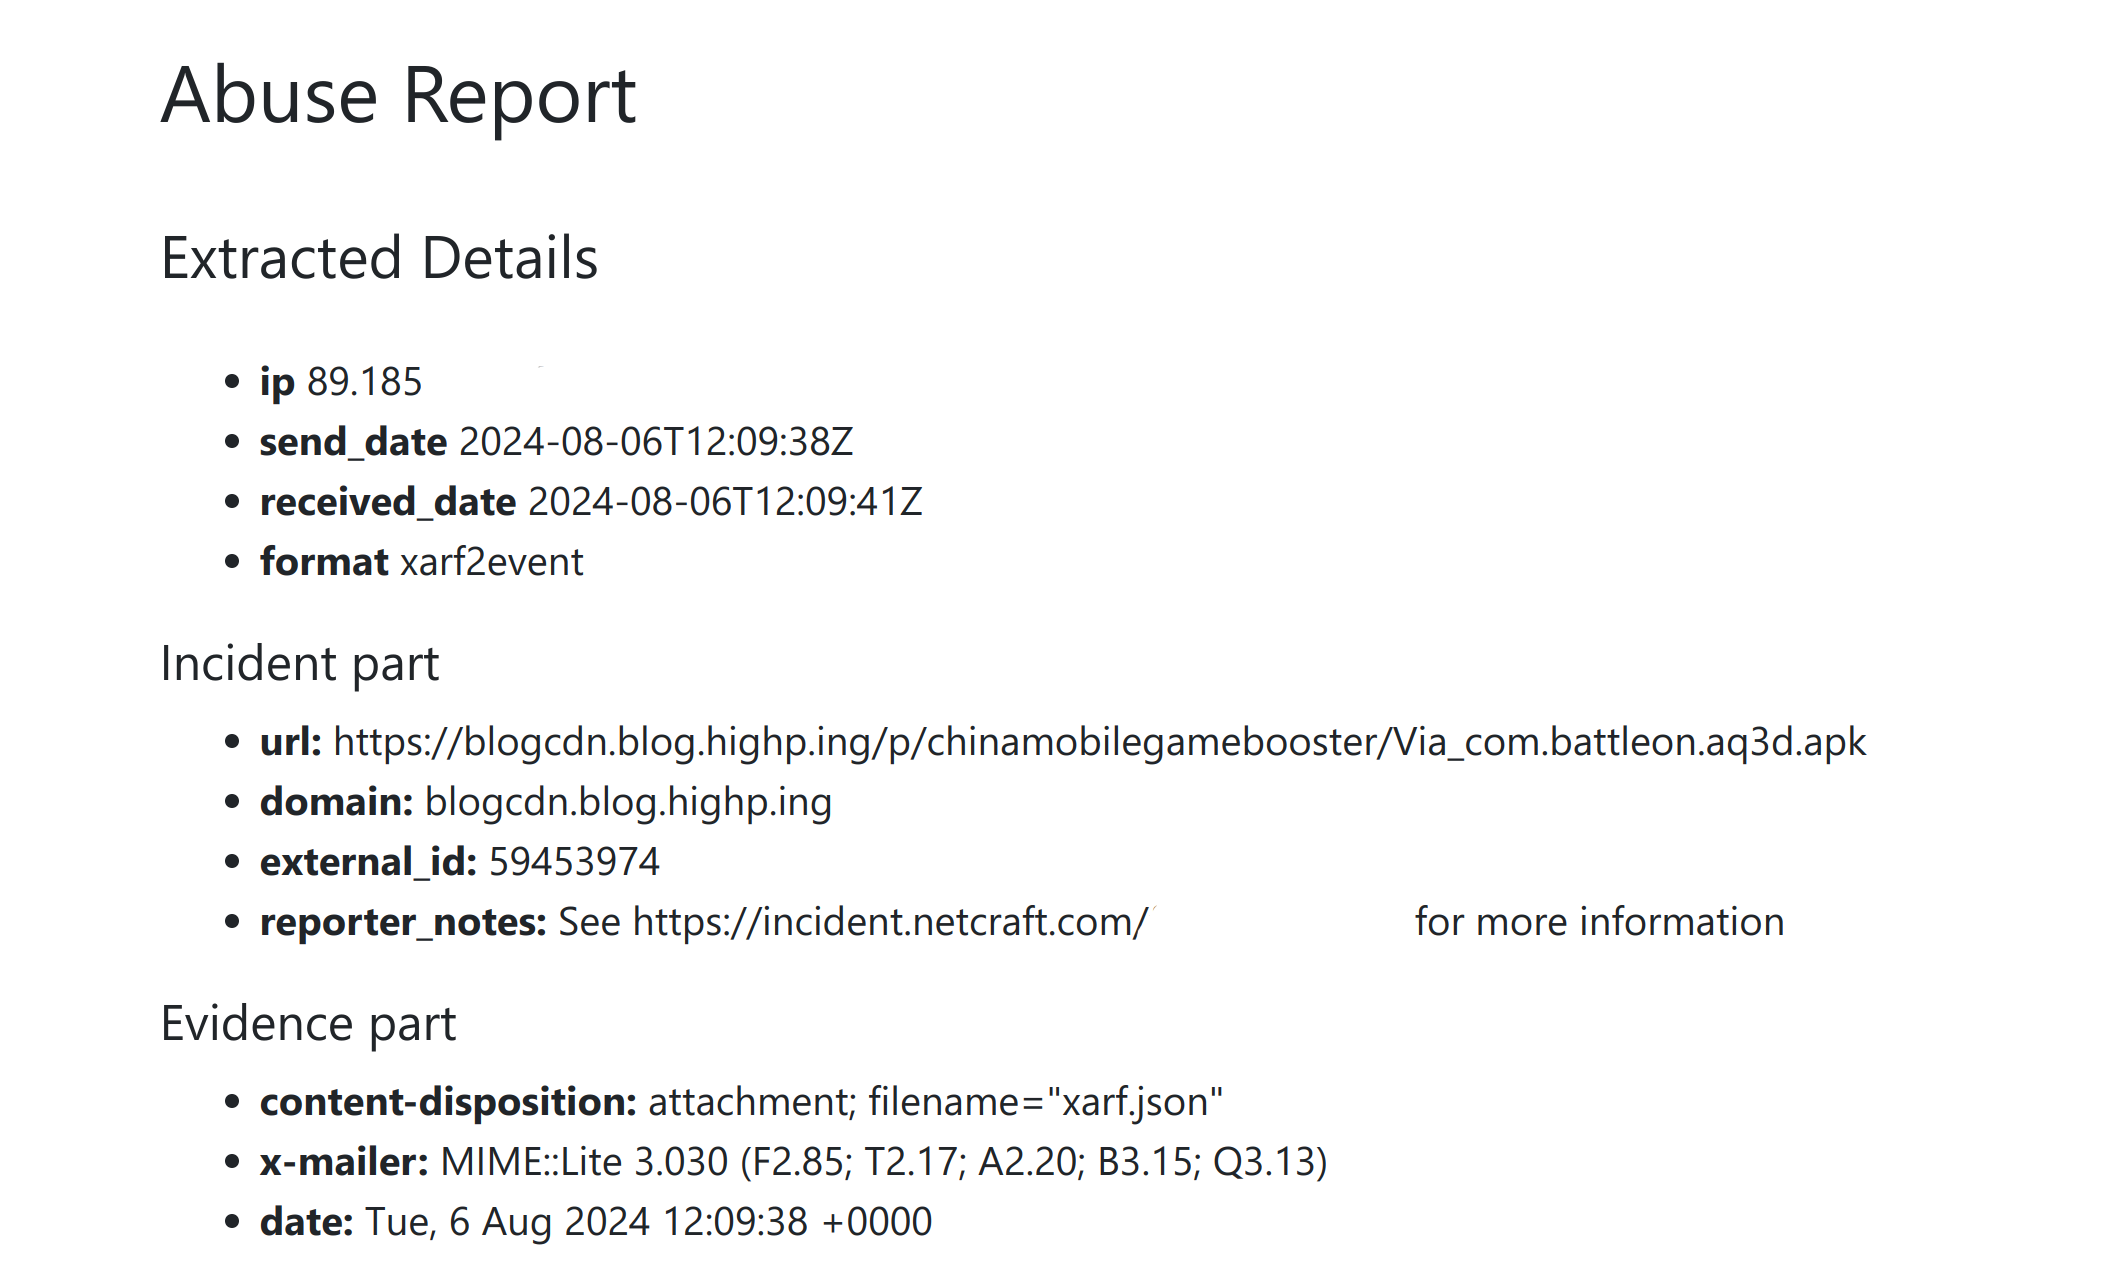 Abuse Report
Extracted Details
ip 89.185
send_date 2024-08-06T12:09:38Z
received_date 2024-08-06T12:09:41Z
format xarf2event
Incident part
url: https://blogcdn.blog.highp.ing/p/chinamobilegamebooster/Via_com.battleon.aq3d.apk
domain: blogcdn.blog.highp.ing
external_id: 59453974
reporter_notes: See https://incident.netcraft.com/ for more information
Evidence part
content-disposition: attachment; filename="xarf.json"
x-mailer: MIME::Lite 3.030 (F2.85; T2.17; A2.20; B3.15; Q3.13)
date: Tue, 6 Aug 2024 12:09:38 +0000